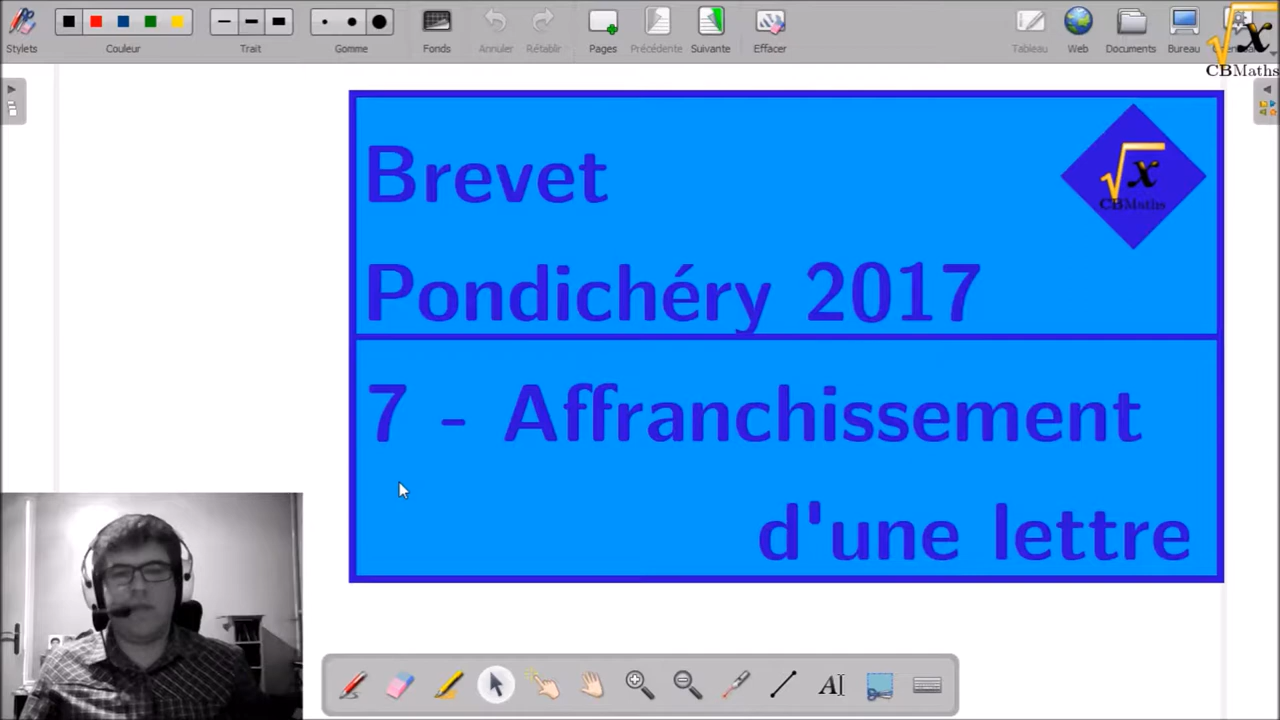 Stylets
Couleur
Trait
Gomme
Fonds
Annuler
Rétablir
Pages
Précédente
Suivante
Effacer
Tableau
Web
Documents
Bureau
√x
CBMaths
Brevet
√x
CBMaths
Pondichéry 2017
7 - Affranchissement
d'une lettre
AI